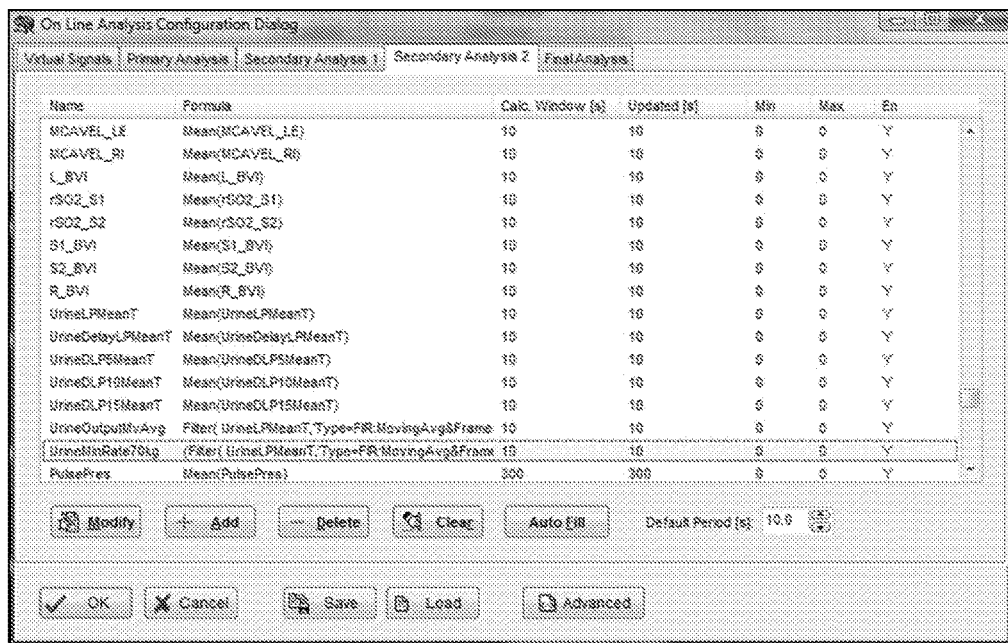 On Line Analysis Configuration Dialog
Virtual Signals Primary Analysis Secondary Analysis 1 Secondary Analysis 2 Final Analysis
Name Formula Calc. Window [s] Updated [s] Min Max En
MCAVEL_LE Mean(MCAVEL_LE) 10 10 0 0 Y
MCAVEL_RI Mean(MCAVEL_RI) 10 10 0 0 Y
L_BVI Mean(L_BVI) 10 10 0 0 Y
rSO2_S1 Mean(rSO2_S1) 10 10 0 0 Y
rSO2_S2 Mean(rSO2_S2) 10 10 0 0 Y
S1_BVI Mean(S1_BVI) 10 10 0 0 Y
S2_BVI Mean(S2_BVI) 10 10 0 0 Y
R_BVI Mean(R_BVI) 10 10 0 0 Y
UrineLPMeanT Mean(UrineLPMeanT) 10 10 0 0 Y
UrineDelayLPMeanT Mean(UrineDelayLPMeanT) 10 10 0 0 Y
UrineDLP5MeanT Mean(UrineDLP5MeanT) 10 10 0 0 Y
UrineDLP10MeanT Mean(UrineDLP10MeanT) 10 10 0 0 Y
UrineDLP15MeanT Mean(UrineDLP15MeanT) 10 10 0 0 Y
UrineOutputMvAvg Filter( UrineLPMeanT,'Type=FIR:MovingAvg&Frame 10 10 0 0 Y
UrineMinRate70kg (Filter( UrineLPMeanT,'Type=FIR:MovingAvg&Frame 10 10 0 0 Y
PulsePres Mean(PulsePres) 300 300 0 0 Y
Modify Add Delete Clear Auto Fill Default Period [s] 10.0
OK Cancel Save Load Advanced